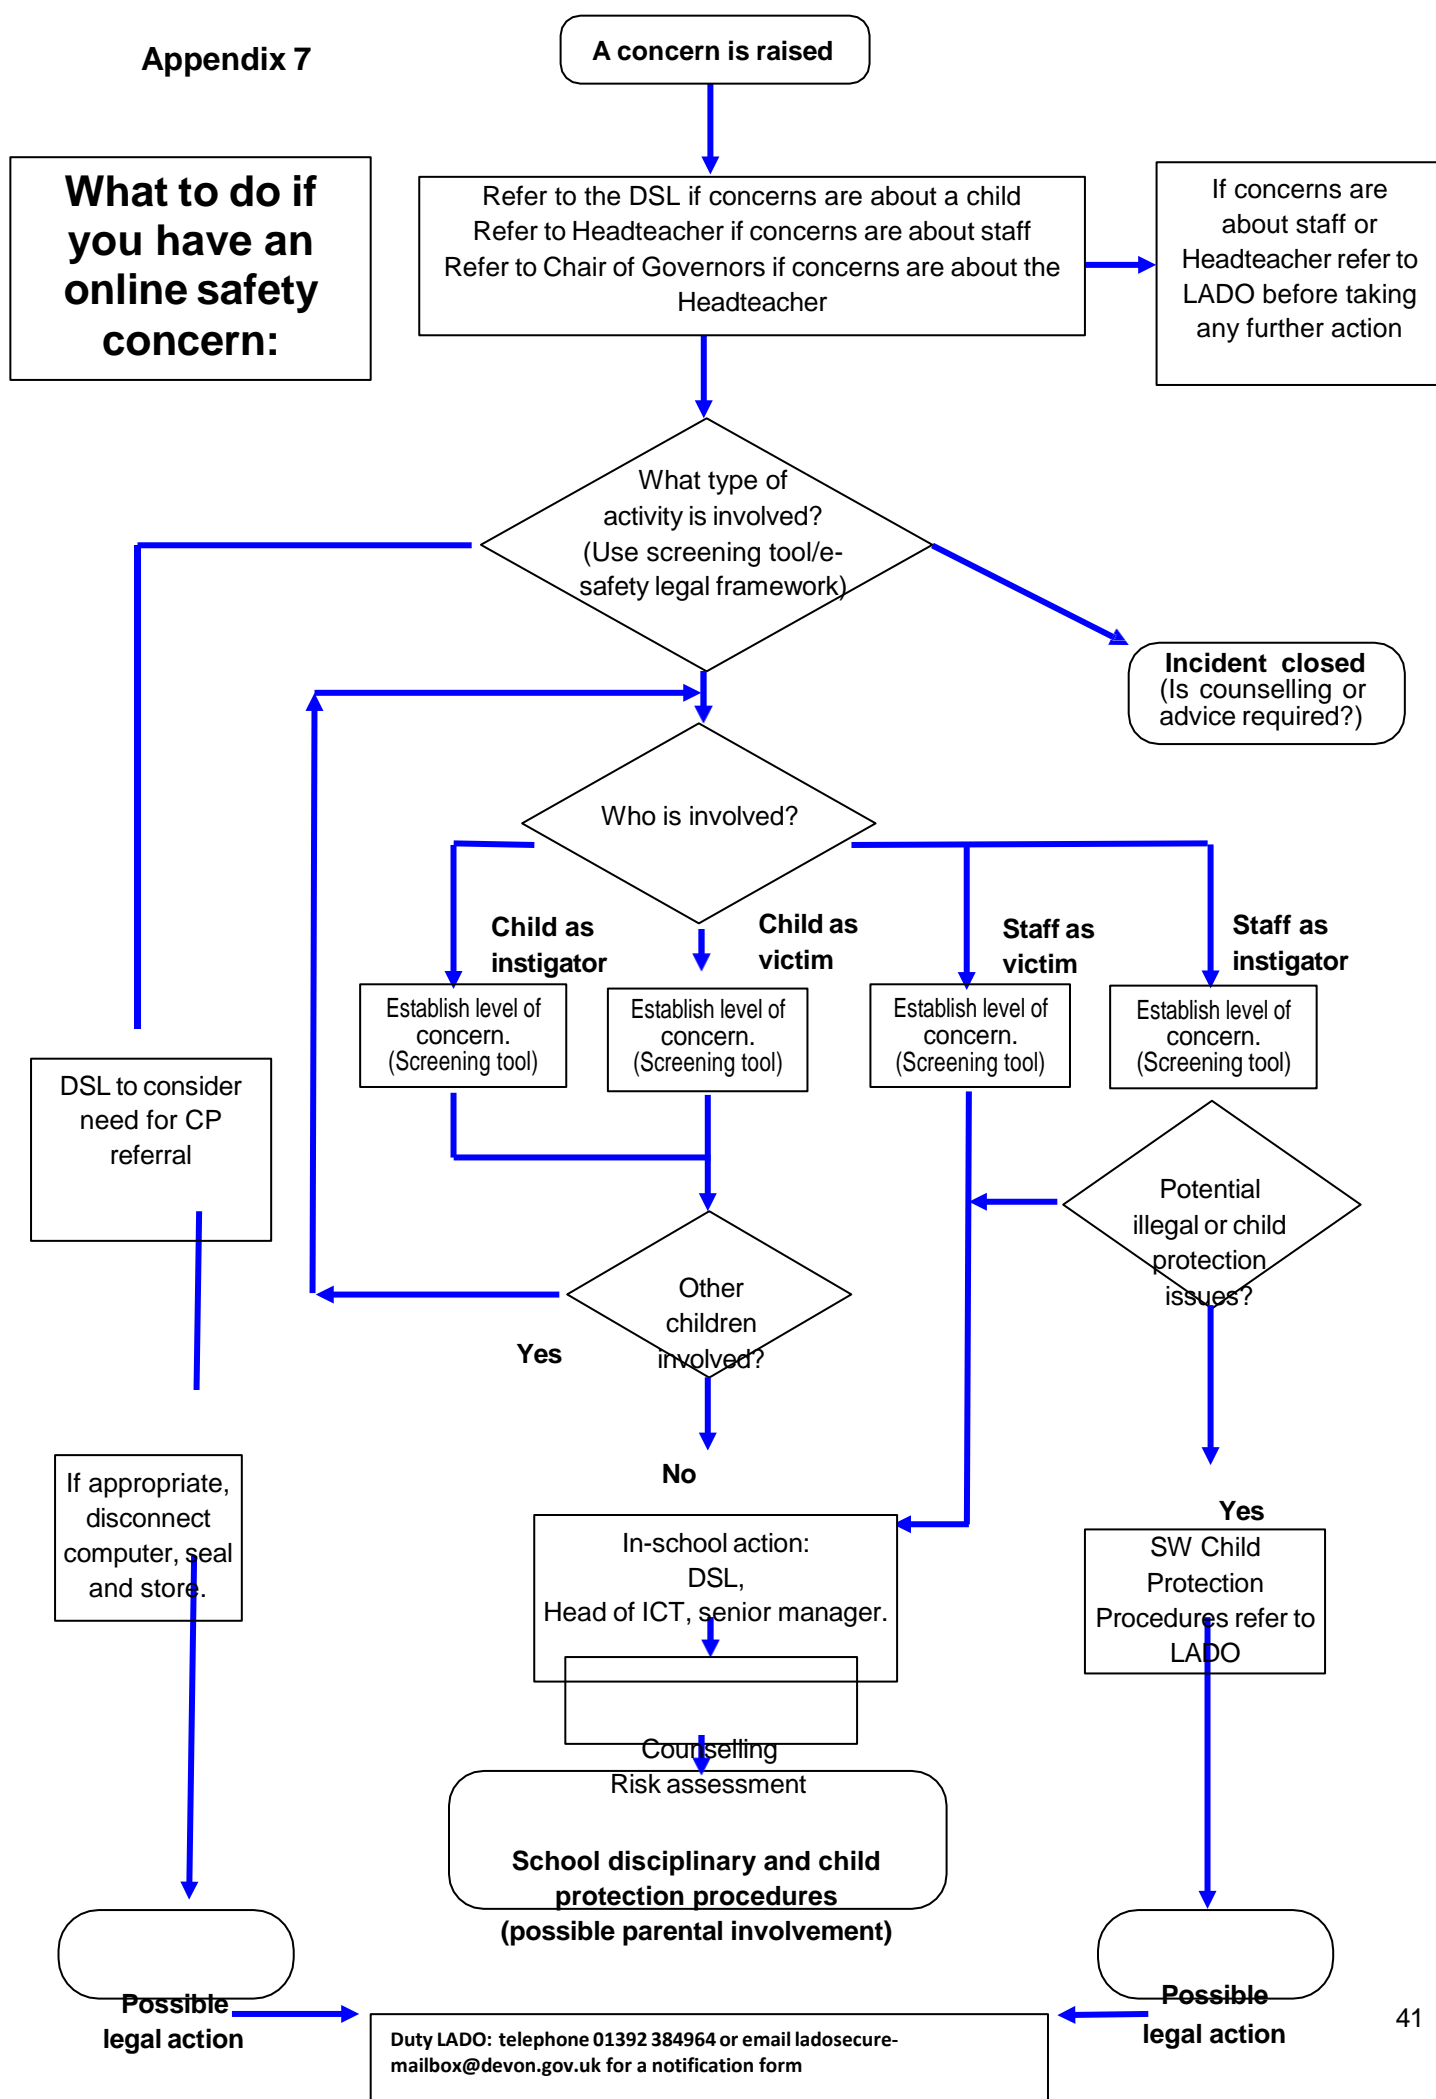 Appendix 7
A concern is raised
What to do if
you have an
online safety
concern:
Refer to the DSL if concerns are about a child
Refer to Headteacher if concerns are about staff
Refer to Chair of Governors if concerns are about the
Headteacher
If concerns are
about staff or
Headteacher refer to
LADO before taking
any further action
What type of
activity is involved?
(Use screening tool/e-
safety legal framework)
Incident closed
(Is counselling or
advice required?)
Who is involved?
Child as
instigator
Child as
victim
Staff as
victim
Staff as
instigator
Establish level of
concern.
(Screening tool)
Establish level of
concern.
(Screening tool)
Establish level of
concern.
(Screening tool)
Establish level of
concern.
(Screening tool)
DSL to consider
need for CP
referral
Potential
illegal or child
protection
issues?
Other
children
involved?
Yes
No
If appropriate,
disconnect
computer, seal
and store.
Yes
In-school action:
DSL,
Head of ICT, senior manager.
SW Child
Protection
Procedures refer to
LADO
Counselling
Risk assessment
School disciplinary and child
protection procedures
(possible parental involvement)
Possible
legal action
Possible
legal action
41
Duty LADO: telephone 01392 384964 or email ladosecure-
mailbox@devon.gov.uk for a notification form